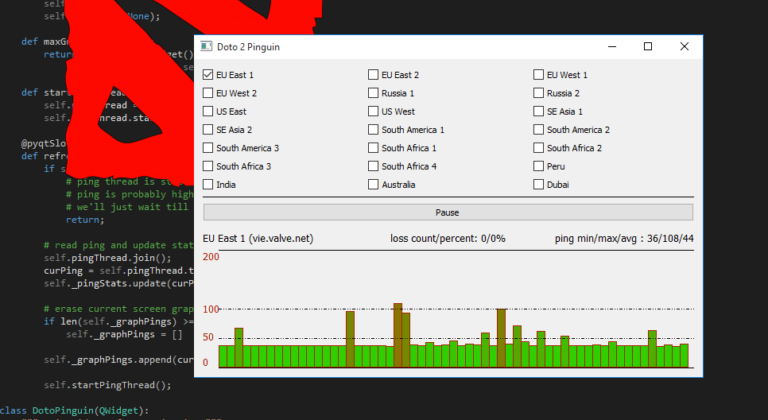 self
self. None);
def maxG
return get()
se
def start rea
self. read =
self. hread.sta
@pyqtSlo
def refre
if s
# ping thread is s
# ping is probably high
# we'll just wait till
return;
# read ping and update stat
self.pingThread.join();
curPing = self.pingThread.t
self._pingStats.update(curP
# erase current screen grap
if len(self._graphPings) >=
self._graphPings = []
self._graphPings.append(cur
self.startPingThread();
class DotoPinguin(QWidget):
Doto 2 Pinguin
EU East 1 EU East 2 EU West 1
EU West 2 Russia 1 Russia 2
US East US West SE Asia 1
SE Asia 2 South America 1 South America 2
South America 3 South Africa 1 South Africa 2
South Africa 3 South Africa 4 Peru
India Australia Dubai
Pause
EU East 1 (vie.valve.net) loss count/percent: 0/0% ping min/max/avg : 36/108/44
200
100
50
0